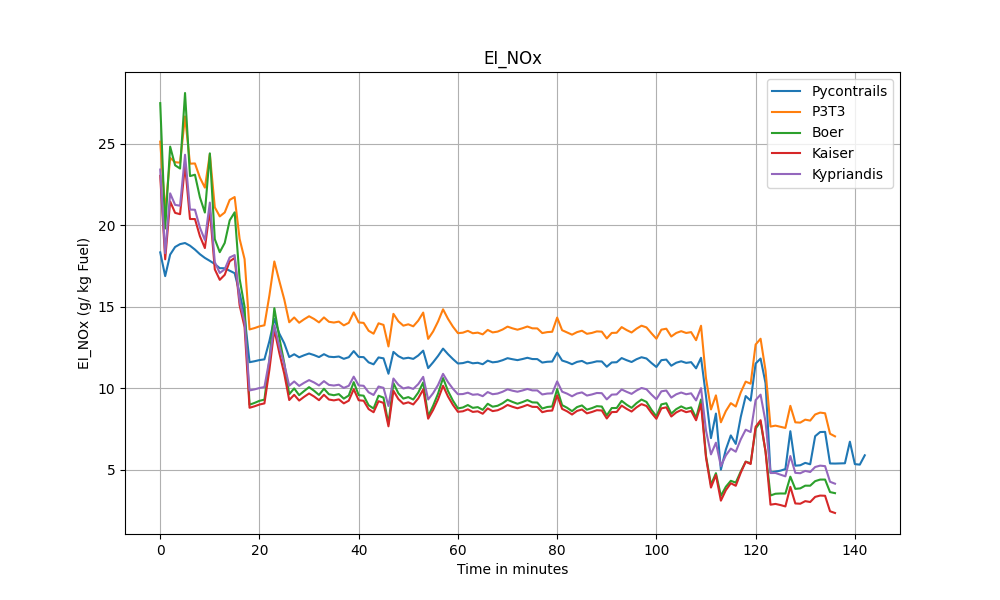 EI_NOx
Pycontrails
P3T3
Boer
Kaiser
Kypriandis
EI_NOx (g/ kg Fuel)
25
20
15
10
5
0 20 40 60 80 100 120 140
Time in minutes